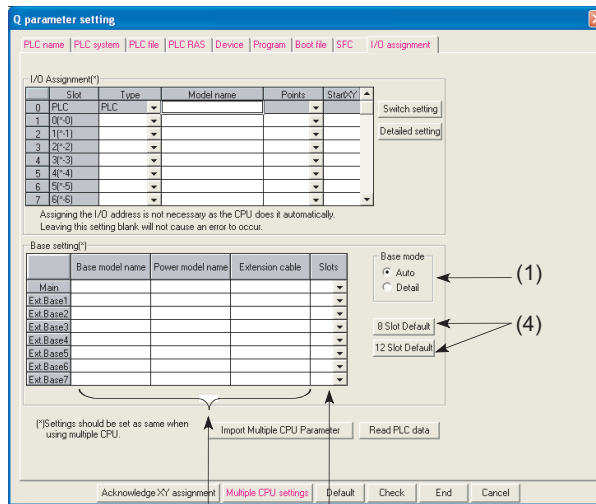 Q parameter setting
PLC name PLC system PLC file PLC RAS Device Program Boot file SFC I/O assignment
I/O Assignment(*)
Slot Type Model name Points StartXY
0 PLC PLC
1 0(*-0)
2 1(*-1)
3 2(*-2)
4 3(*-3)
5 4(*-4)
6 5(*-5)
7 6(*-6)
Switch setting
Detailed setting
Assigning the I/O address is not necessary as the CPU does it automatically.
Leaving this setting blank will not cause an error to occur.
Base setting(*)
Base model name Power model name Extension cable Slots
Main
Ext.Base1
Ext.Base2
Ext.Base3
Ext.Base4
Ext.Base5
Ext.Base6
Ext.Base7
Base mode
Auto
Detail
(1)
8 Slot Default
12 Slot Default
(4)
(*)Settings should be set as same when
using multiple CPU.
Import Multiple CPU Parameter Read PLC data
Acknowledge XY assignment Multiple CPU settings Default Check End Cancel